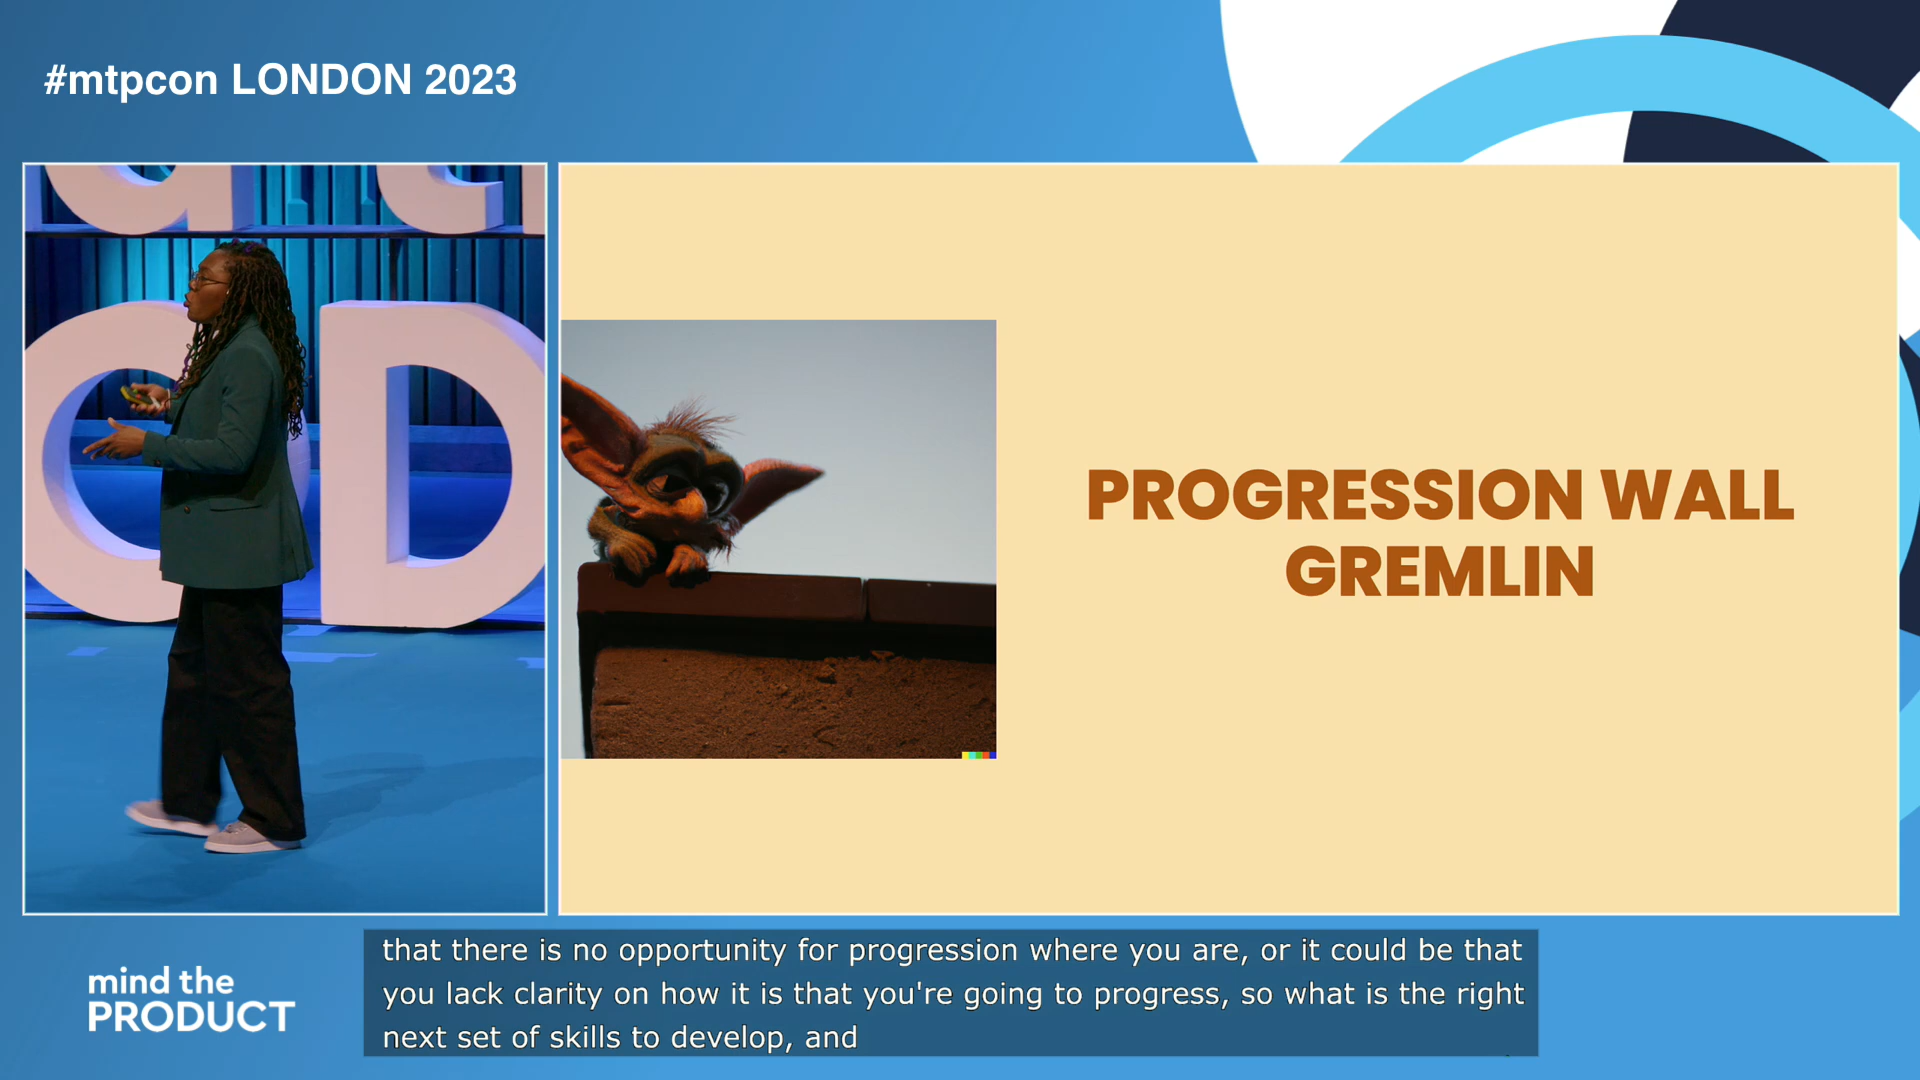 #mtpcon LONDON 2023
PROGRESSION WALL
GREMLIN
that there is no opportunity for progression where you are, or it could be that
you lack clarity on how it is that you're going to progress, so what is the right
next set of skills to develop, and
mind the
PRODUCT